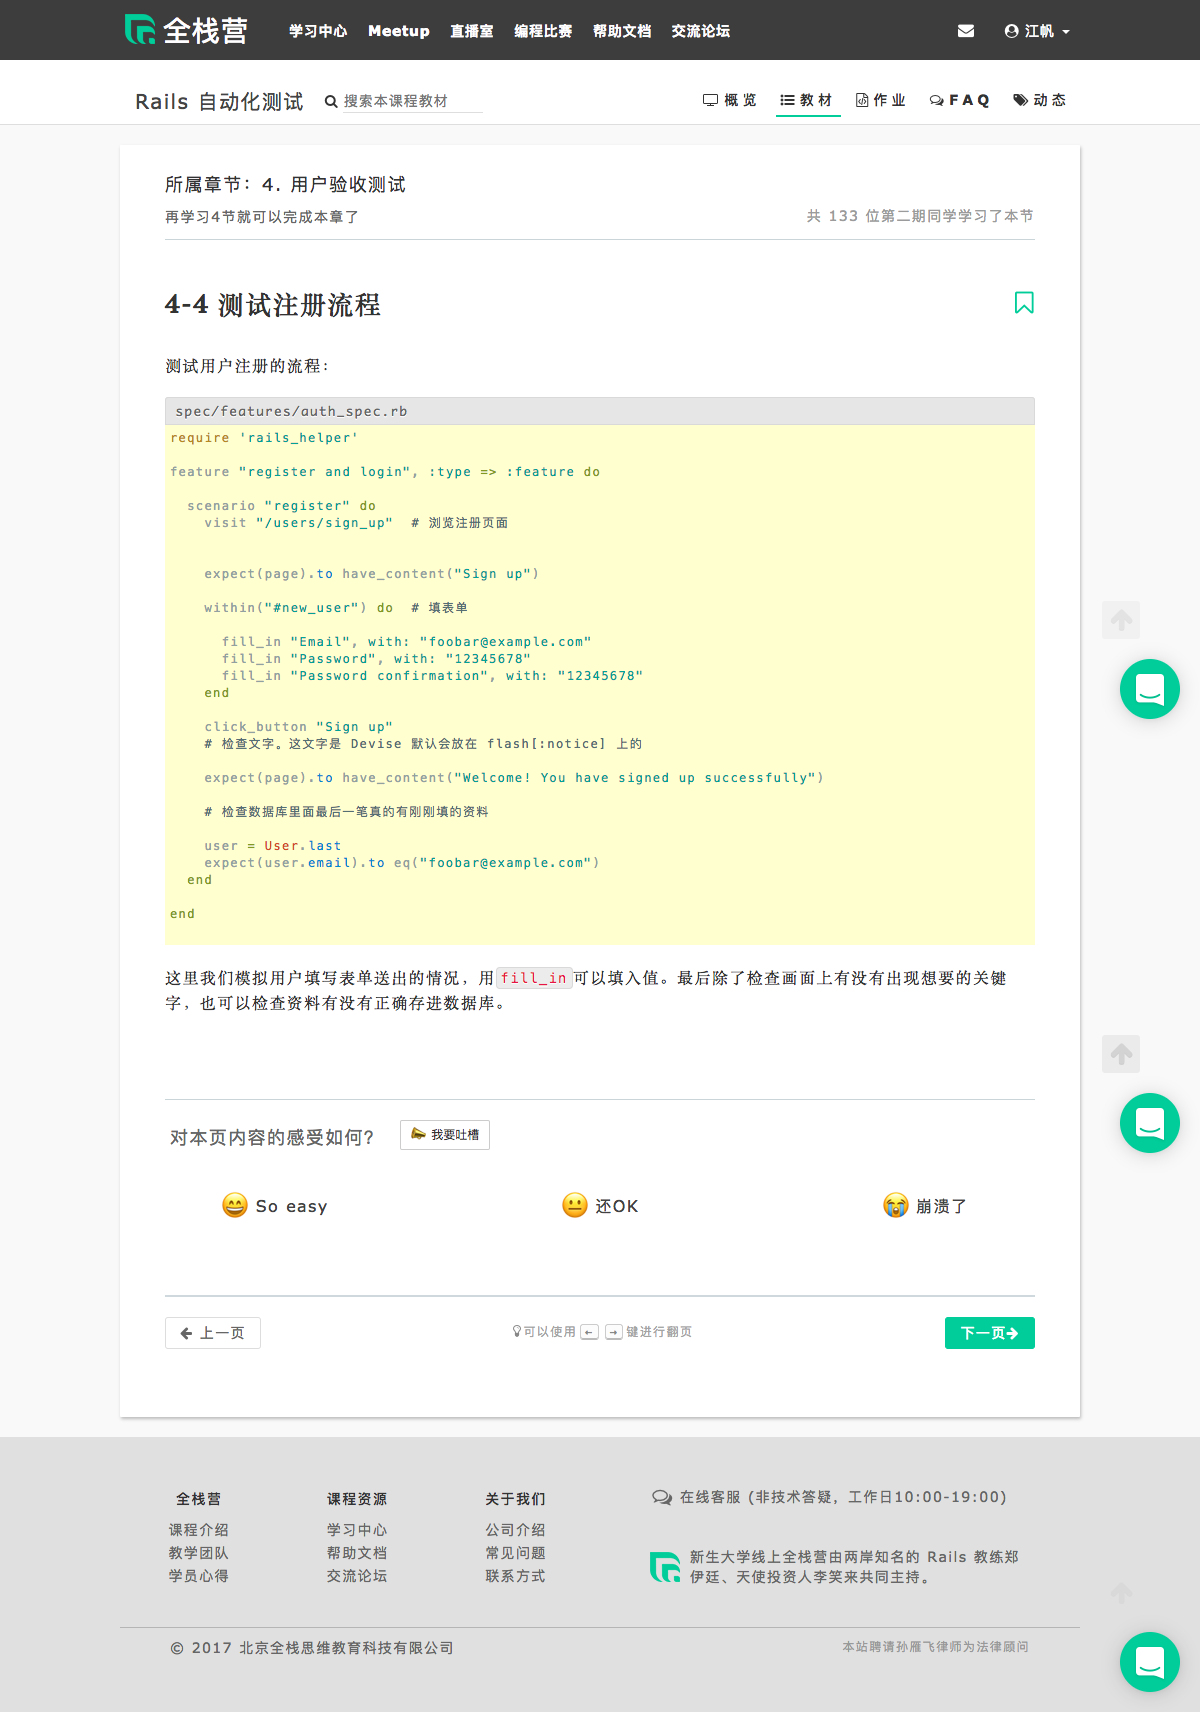 全栈营 学习中心 Meetup 直播室 编程比赛 帮助文档 交流论坛 江帆
Rails 自动化测试 搜索本课程教材 概览 教材 作业 FAQ 动态
所属章节：4. 用户验收测试
再学习4节就可以完成本章了 共 133 位第二期同学学习了本节
4-4 测试注册流程
测试用户注册的流程：
spec/features/auth_spec.rb
require 'rails_helper'
feature "register and login", :type => :feature do
scenario "register" do
visit "/users/sign_up" # 浏览注册页面
expect(page).to have_content("Sign up")
within("#new_user") do # 填表单
fill_in "Email", with: "foobar@example.com"
fill_in "Password", with: "12345678"
fill_in "Password confirmation", with: "12345678"
end
click_button "Sign up"
# 检查文字。这文字是 Devise 默认会放在 flash[:notice] 上的
expect(page).to have_content("Welcome! You have signed up successfully")
# 检查数据库里面最后一笔真的有刚刚填的资料
user = User.last
expect(user.email).to eq("foobar@example.com")
end
end
这里我们模拟用户填写表单送出的情况，用 fill_in 可以填入值。最后除了检查画面上有没有出现想要的关键
字，也可以检查资料有没有正确存进数据库。
对本页内容的感受如何? 我要吐槽
So easy 还OK 崩溃了
上一页 可以使用 ← → 键进行翻页 下一页
全栈营 课程资源 关于我们 在线客服 (非技术答疑，工作日10:00-19:00)
课程介绍 学习中心 公司介绍
教学团队 帮助文档 常见问题 新生大学线上全栈营由两岸知名的 Rails 教练郑
学员心得 交流论坛 联系方式 伊廷、天使投资人李笑来共同主持。
© 2017 北京全栈思维教育科技有限公司 本站聘请孙雁飞律师为法律顾问